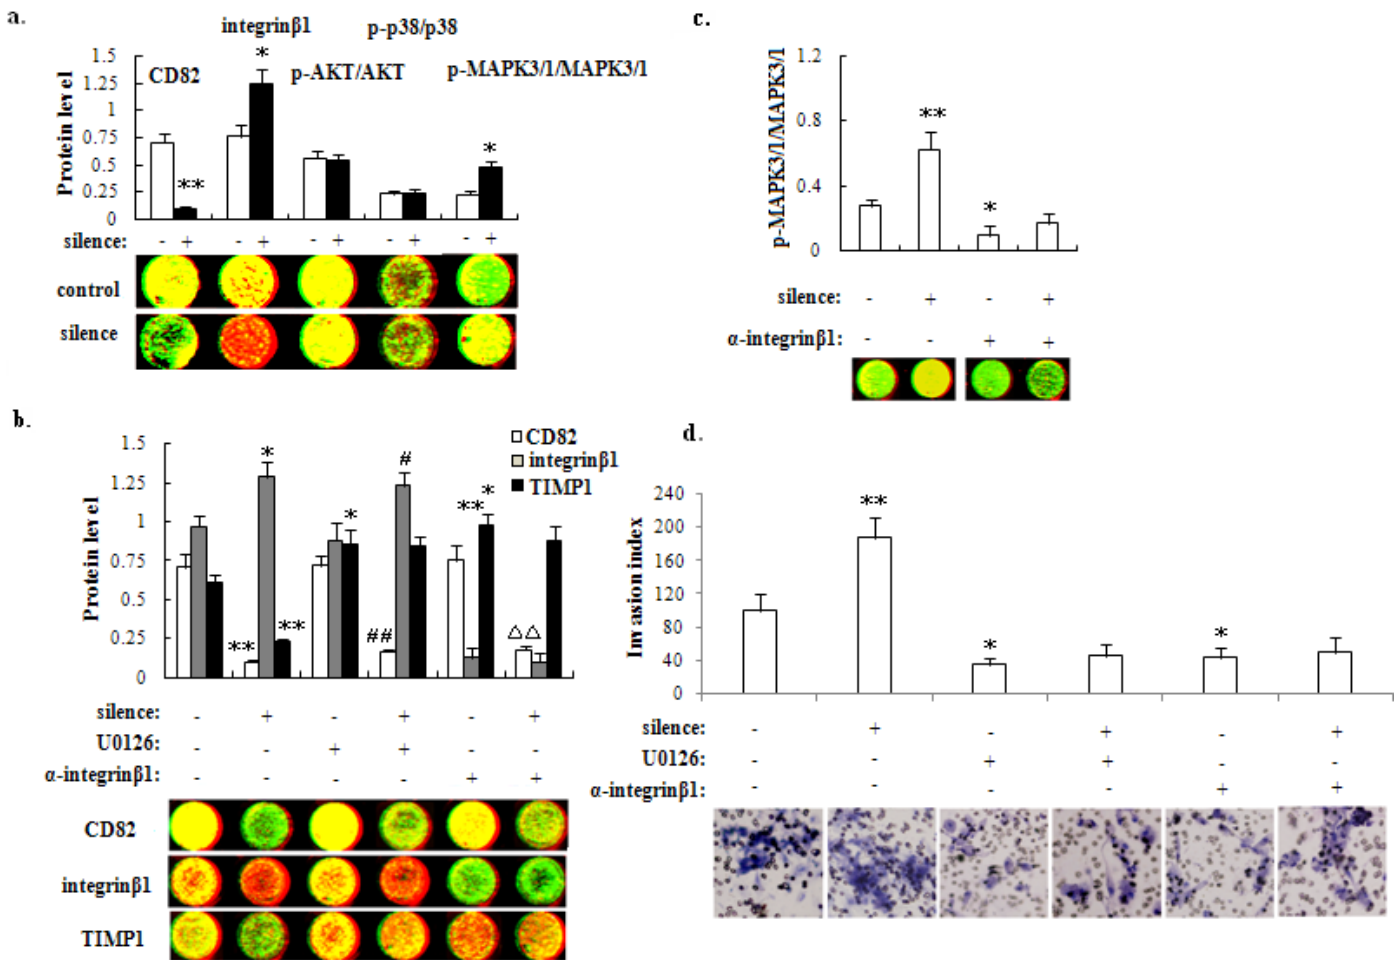 a.
integrinβ1 p-p38/p38
CD82 p-AKT/AKT p-MAPK3/1/MAPK3/1
Protein level
1.5
1.25
1
0.75
0.5
0.25
0
** * *
silence: - + - + - + - + - +
control
silence
c.
p-MAPK3/1/MAPK3/1
1.2
0.8
0.4
0
** *
silence: - + - +
α-integrinβ1: - - + +
b.
Protein level
1.5
1.25
1
0.75
0.5
0.25
0
CD82
integrinβ1
TIMP1
** * ** * ## # ** * △△
silence: - + - + - +
U0126: - - + + - -
α-integrinβ1: - - - - + +
CD82
integrinβ1
TIMP1
d.
Invasion index
240
200
160
120
80
40
0
** * *
silence: - + - + - +
U0126: - - + + - -
α-integrinβ1: - - - - + +